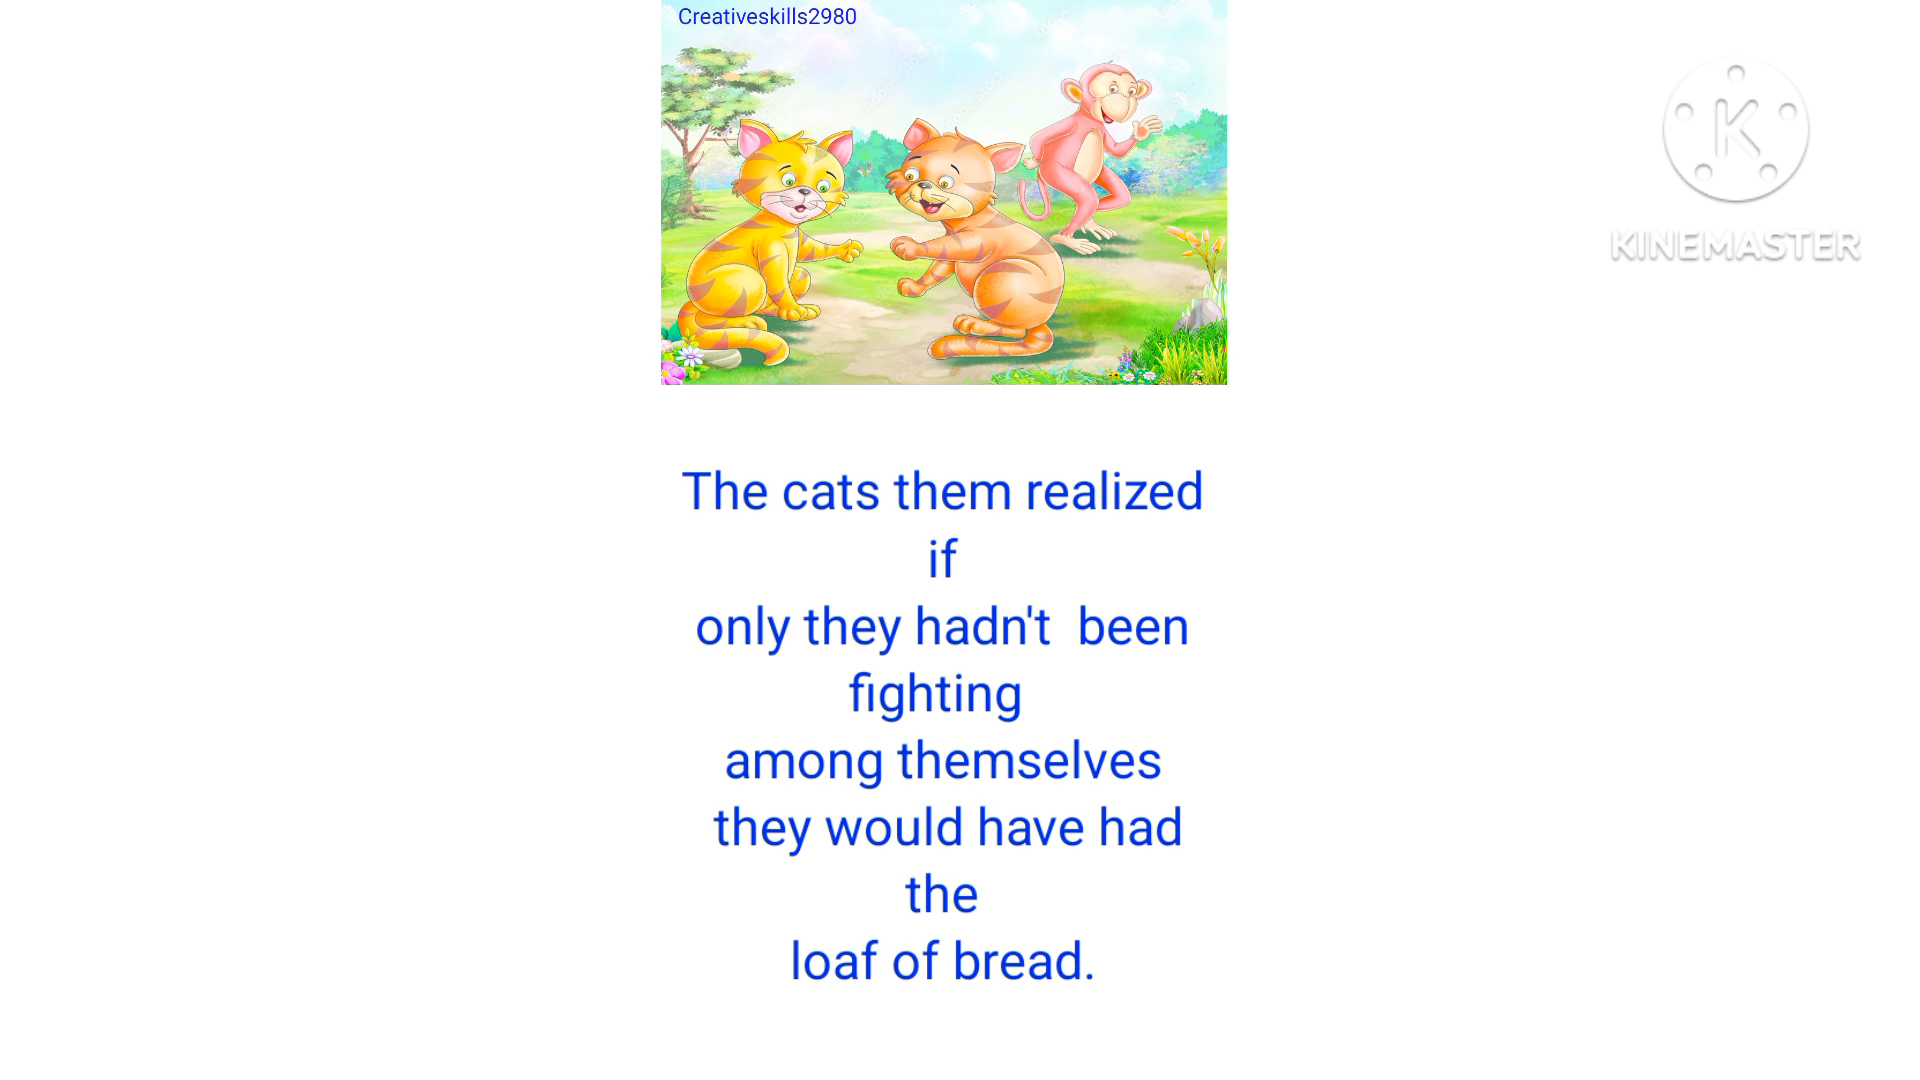 Creativeskills2980
K
KINEMASTER
The cats them realized
if
only they hadn't  been
fighting
among themselves
they would have had
the
loaf of bread.